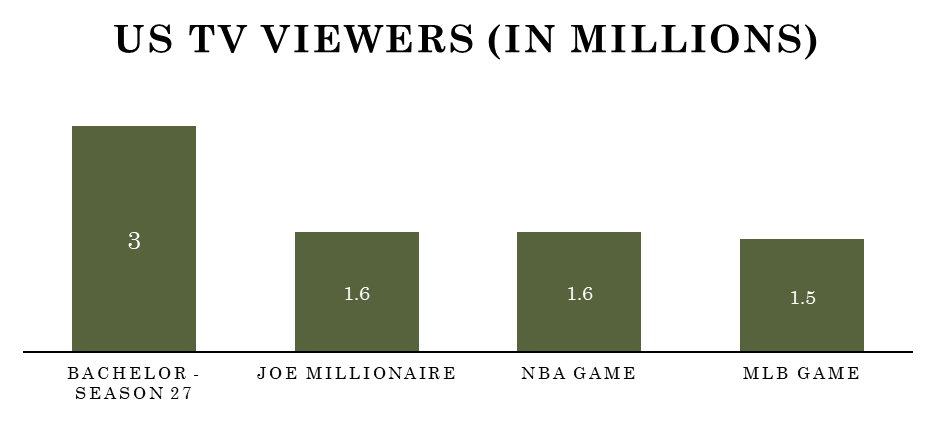 US TV VIEWERS (IN MILLIONS)
3
1.6
1.6
1.5
BACHELOR -
SEASON 27
JOE MILLIONAIRE
NBA GAME
MLB GAME